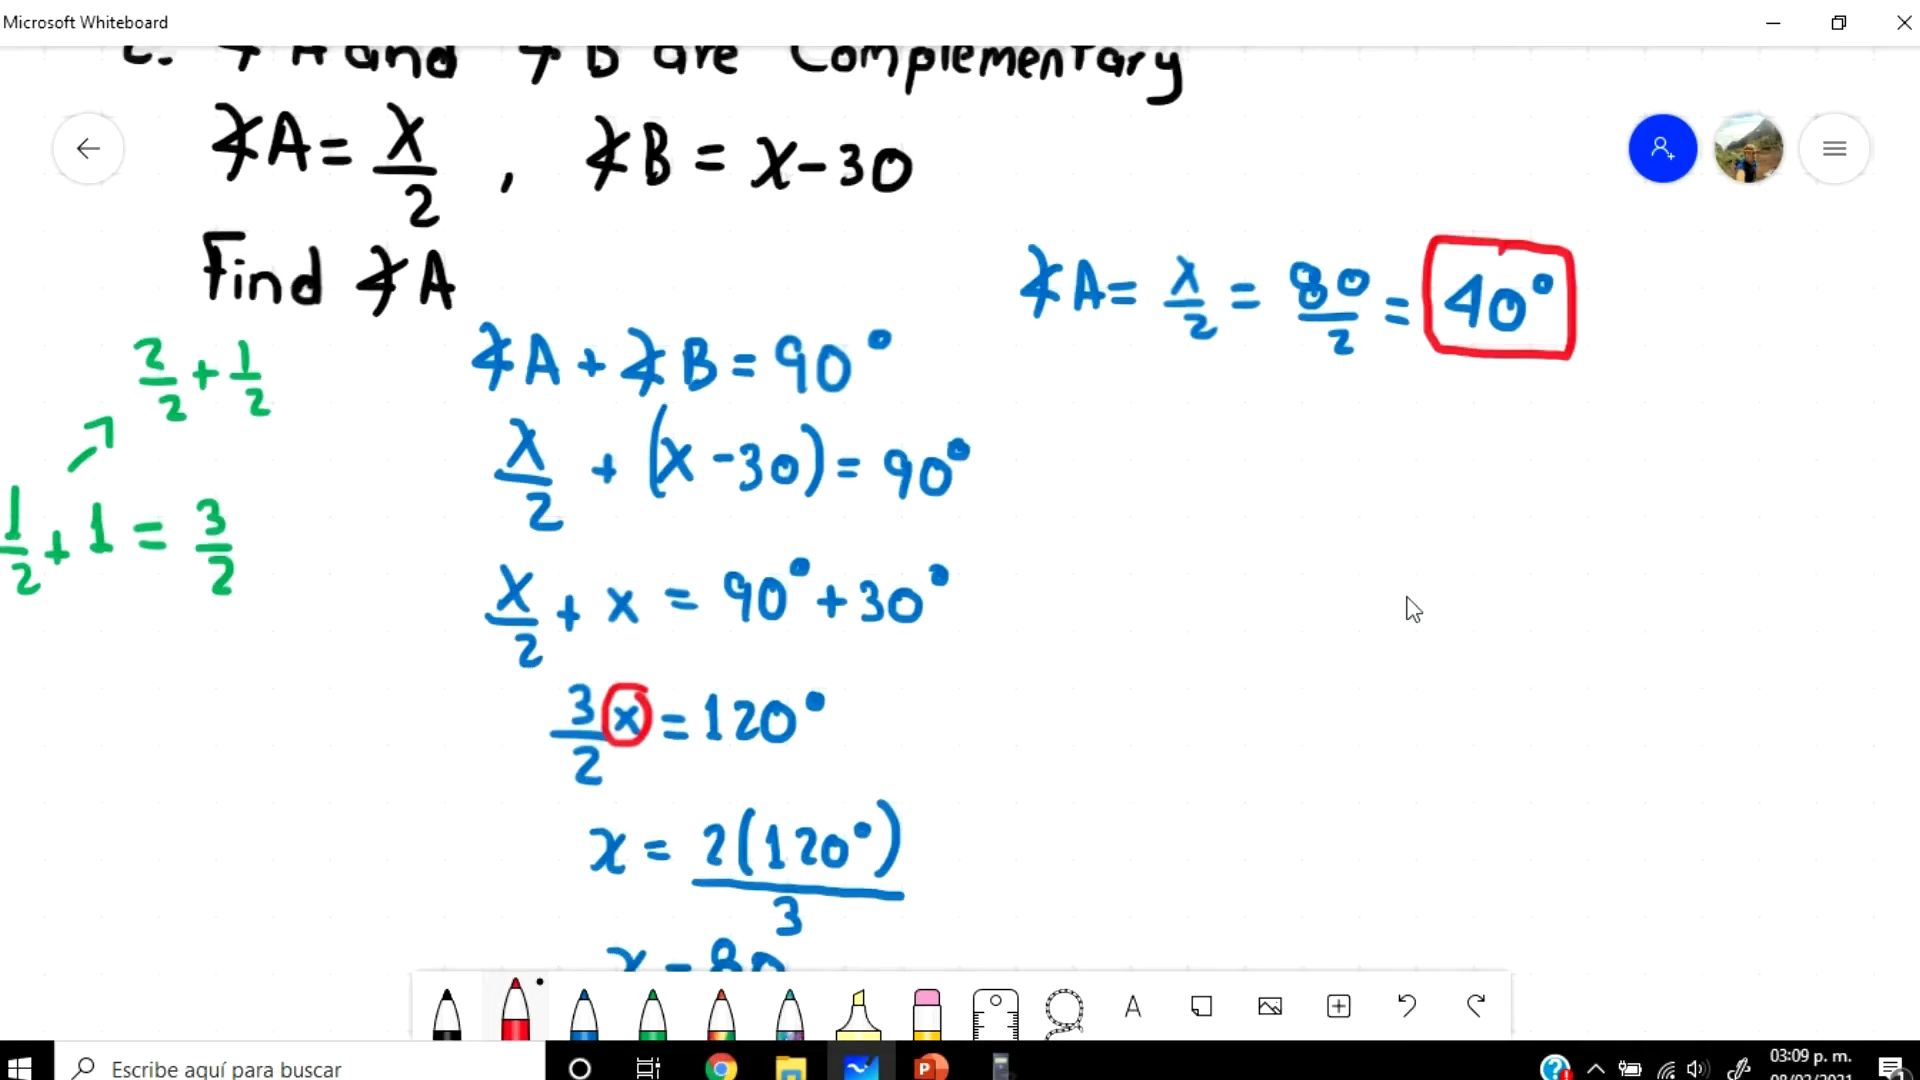 Microsoft Whiteboard
∡A and ∡B are Complementary
∡A = x/2 , ∡B = x-30
Find ∡A
∡A = x/2 = 80/2 = 40°
2/2 + 1/2
1/2 + 1 = 3/2
∡A + ∡B = 90°
x/2 + (x-30) = 90°
x/2 + x = 90° + 30°
3/2 x = 120°
x = 2(120°)/3
x = 80
Escribe aquí para buscar
03:09 p. m.